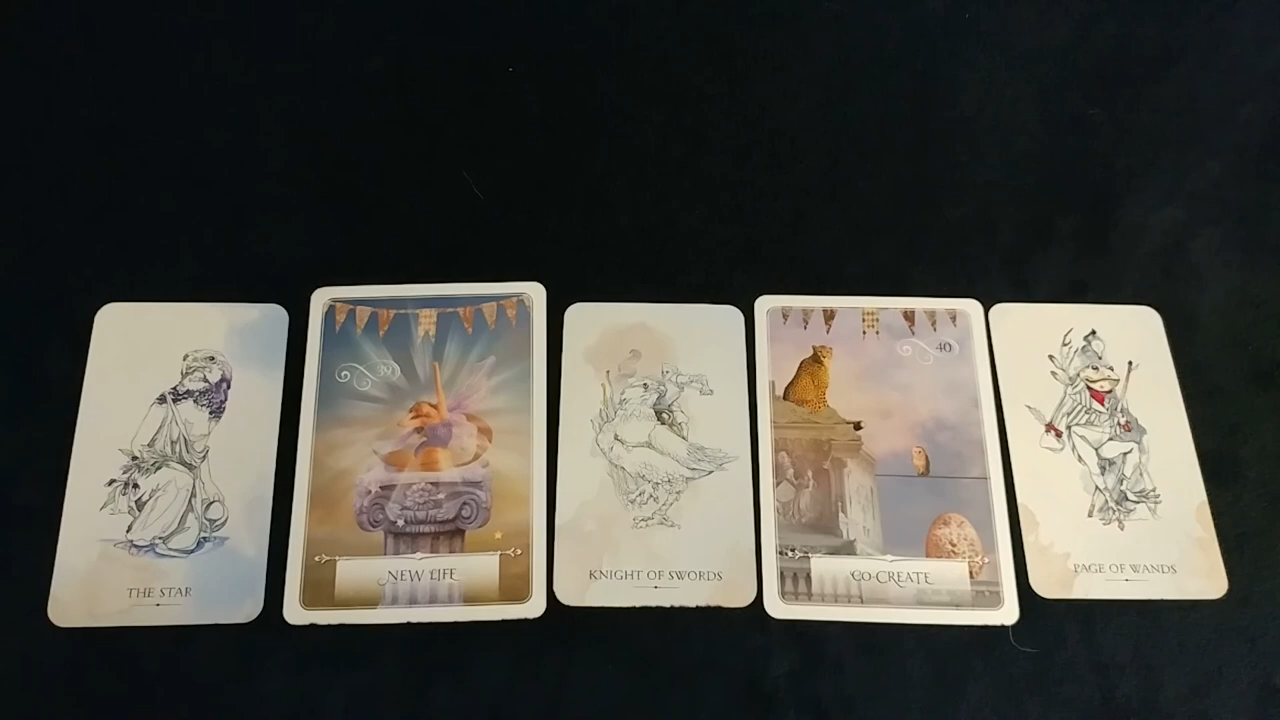 THE STAR
39
NEW LIFE
KNIGHT OF SWORDS
40
CO-CREATE
PAGE OF WANDS